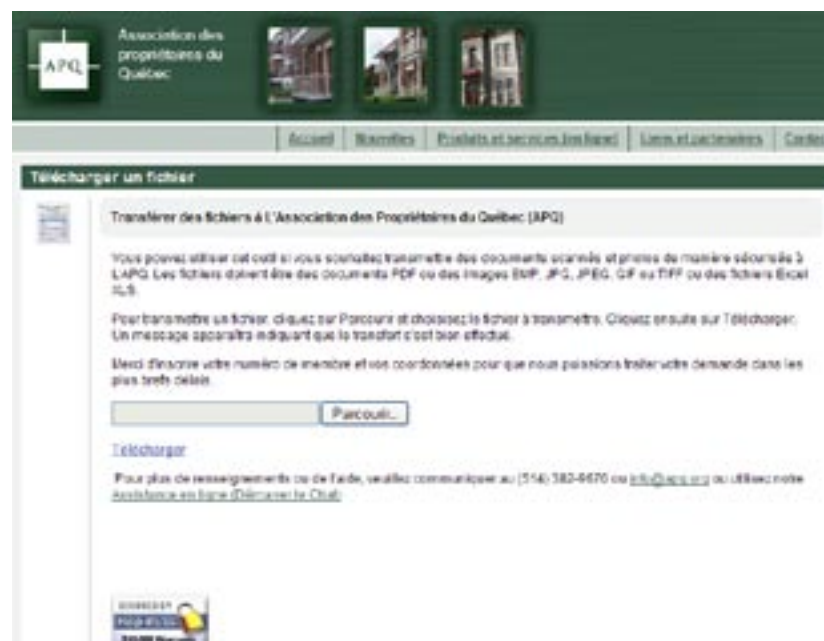 Association des
propriétaires du
Québec
APQ
Accueil Nouvelles Produits et services (en ligne) Liens et partenaires
Télécharger un fichier
Transférer des fichiers à L'Association des Propriétaires du Québec (APQ)
Vous pouvez utiliser cet outil si vous souhaitez transmettre des documents scannés et photos de manière sécurisée à
L'APQ. Les fichiers doivent être des documents PDF ou des images BMP, JPG, JPEG, GIF ou TIFF ou des fichiers Excel
XLS.
Pour transmettre un fichier, cliquez sur Parcourir et choisissez le fichier à transmettre. Cliquez ensuite sur Télécharger.
Un message apparaîtra indiquant que le transfert s'est bien effectué.
Merci d'inscrire votre numéro de membre et vos coordonnées pour que nous puissions traiter votre demande dans les
plus brefs délais.
Parcourir...
Télécharger
Pour plus de renseignements ou de l'aide, veuillez communiquer au (514) 382-9670 ou info@apq.org ou utilisez notre
Assistance en ligne (Démarrer le Chat)